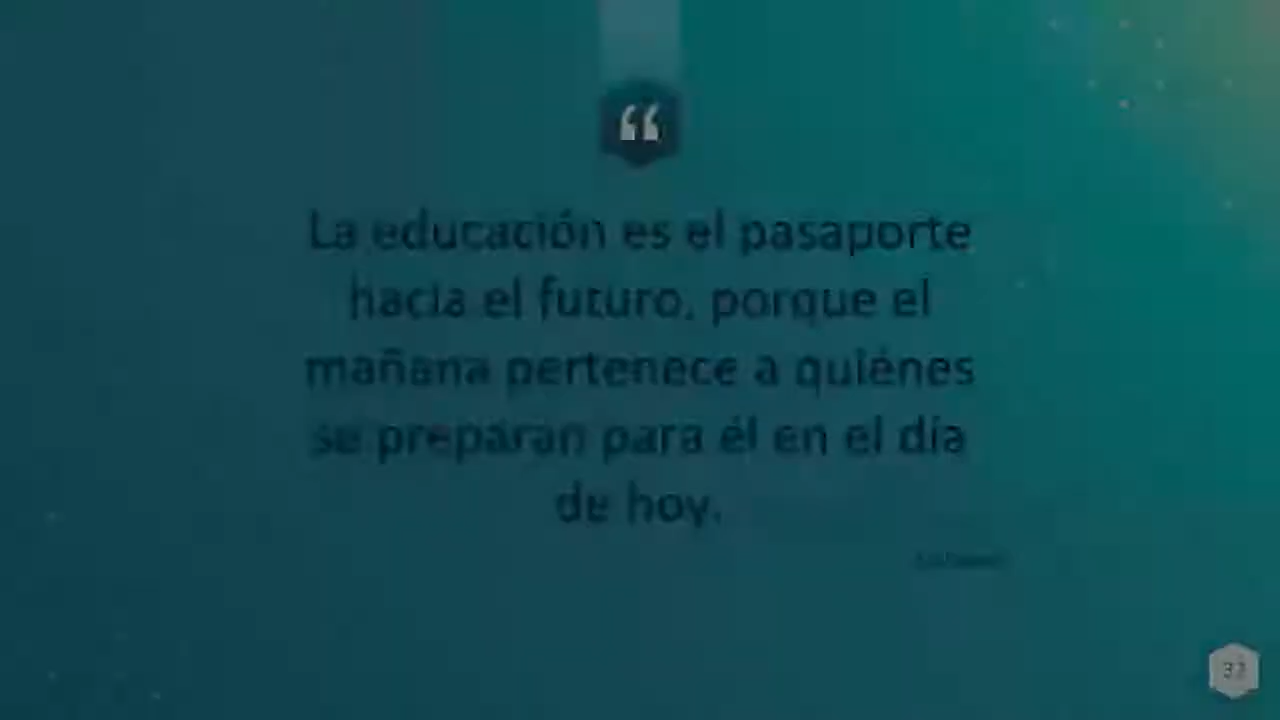 “
La educación es el pasaporte
hacia el futuro, porque el
mañana pertenece a quiénes
se preparan para él en el día
de hoy.